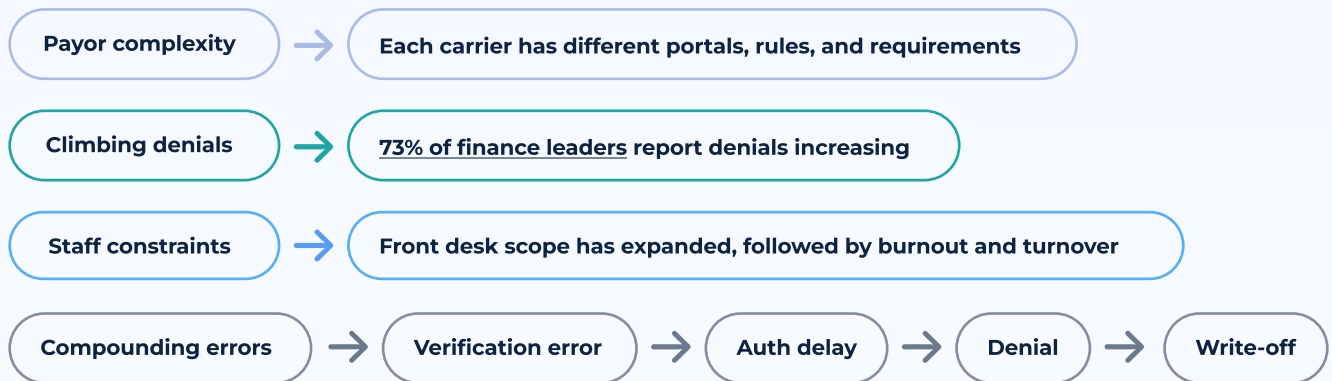 Payor complexity → Each carrier has different portals, rules, and requirements
Climbing denials → 73% of finance leaders report denials increasing
Staff constraints → Front desk scope has expanded, followed by burnout and turnover
Compounding errors → Verification error → Auth delay → Denial → Write-off